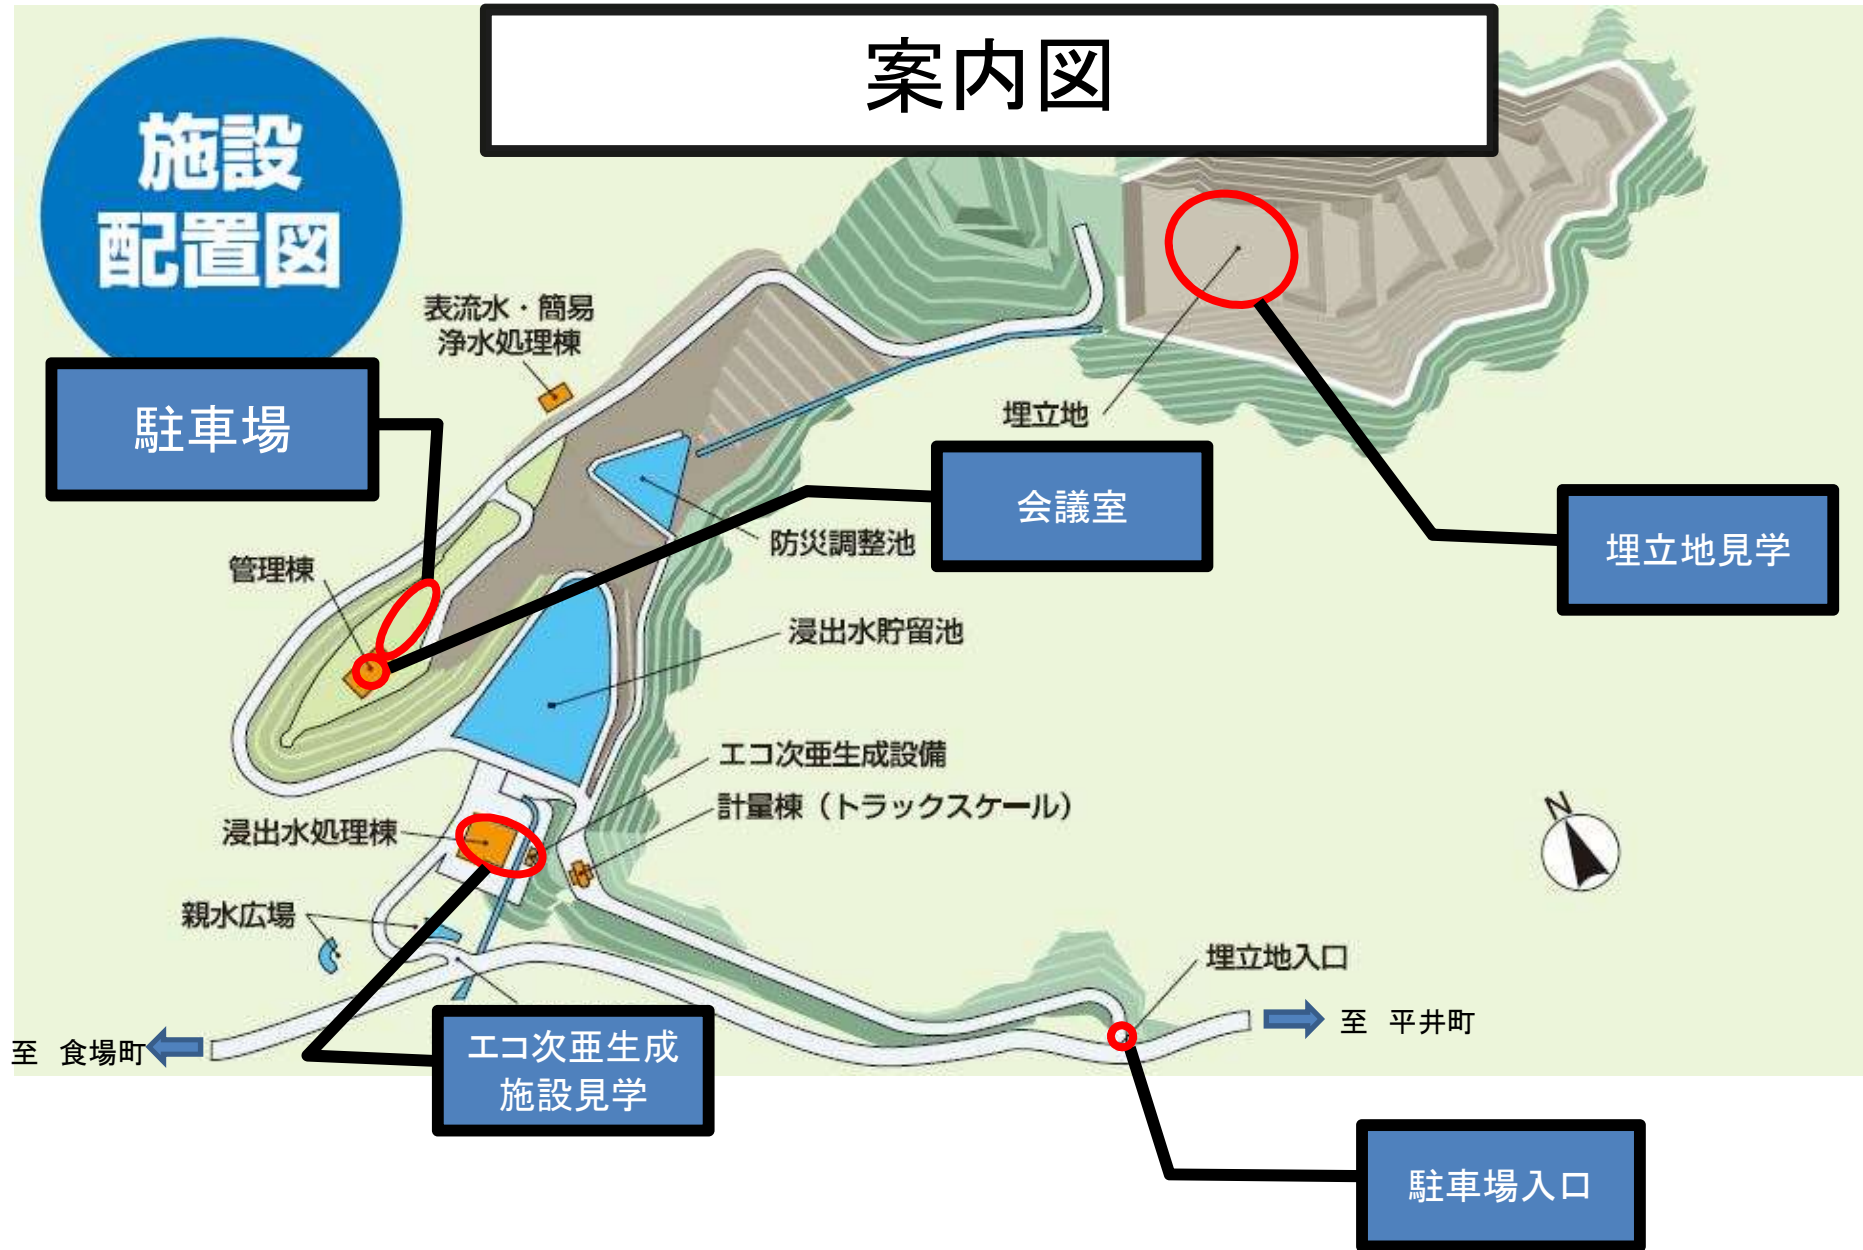 案内図
施設
配置図
表流水・簡易
浄水処理棟
駐車場
埋立地
会議室
埋立地見学
防災調整池
管理棟
浸出水貯留池
エコ次亜生成設備
計量棟（トラックスケール）
浸出水処理棟
N
親水広場
埋立地入口
至 平井町
至 食場町
エコ次亜生成
施設見学
駐車場入口